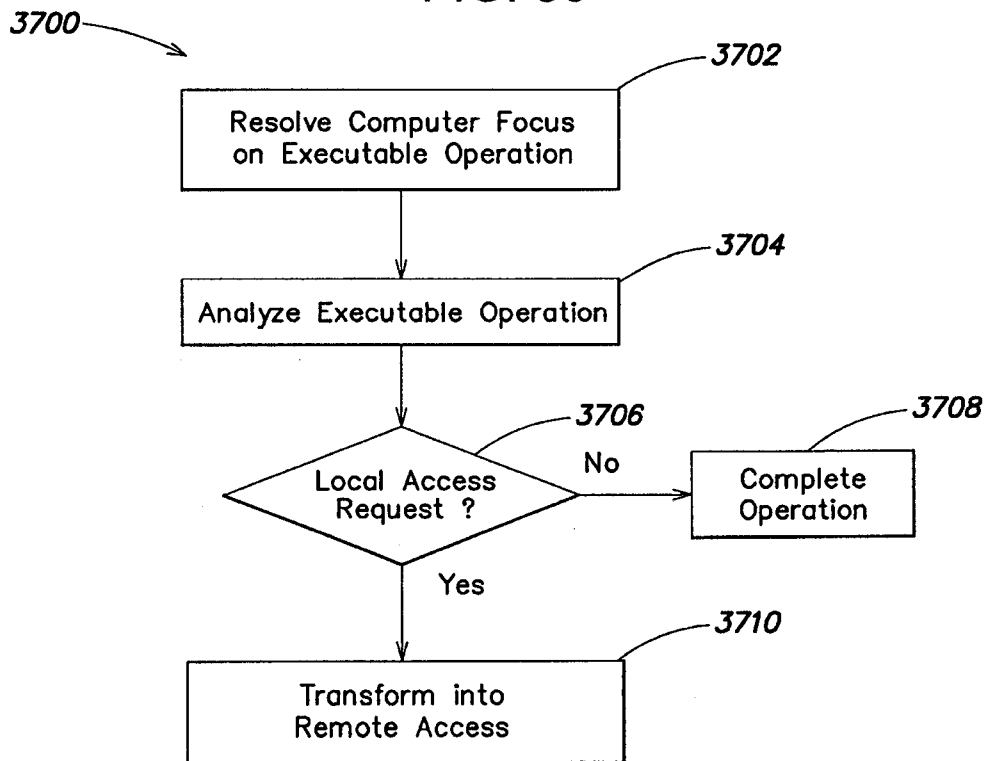 3700
3702
Resolve Computer Focus
on Executable Operation
3704
Analyze Executable Operation
3706
Local Access
Request ?
No
3708
Complete
Operation
Yes
3710
Transform into
Remote Access